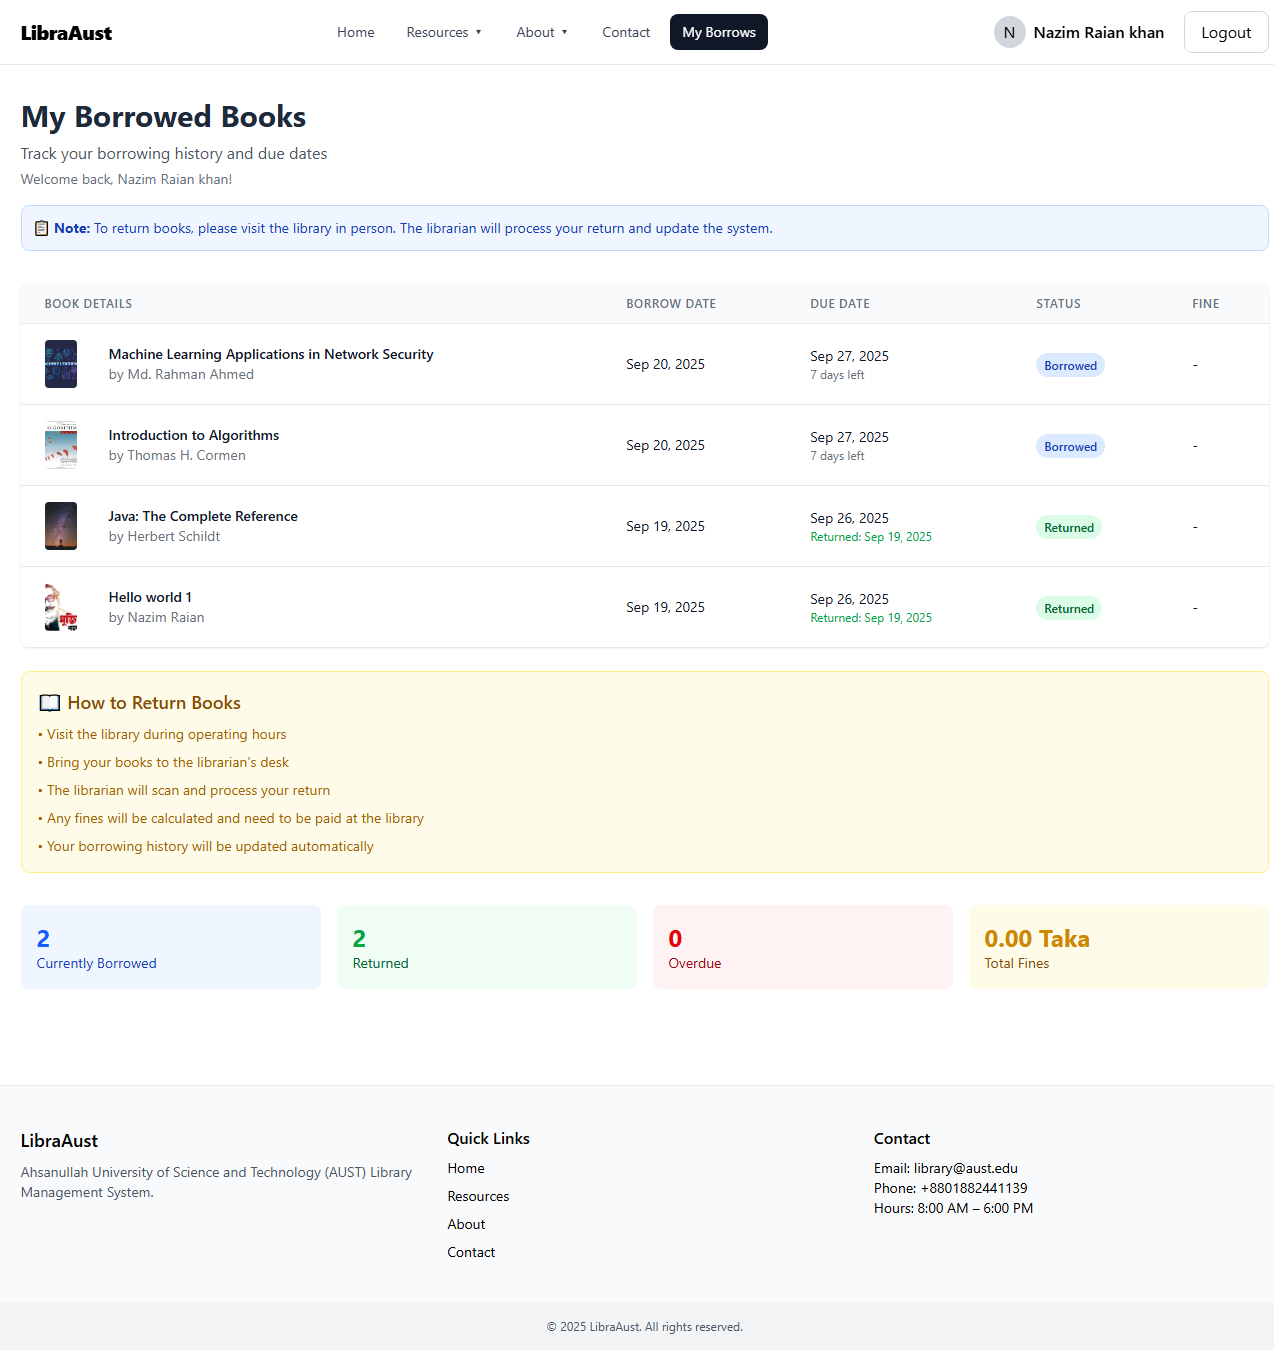 LibraAust
Home Resources ▼ About ▼ Contact My Borrows
N Nazim Raian khan Logout
My Borrowed Books
Track your borrowing history and due dates
Welcome back, Nazim Raian khan!
📋 Note: To return books, please visit the library in person. The librarian will process your return and update the system.
BOOK DETAILS BORROW DATE DUE DATE STATUS FINE
Machine Learning Applications in Network Security
by Md. Rahman Ahmed
Sep 20, 2025
Sep 27, 2025
7 days left
Borrowed
-
Introduction to Algorithms
by Thomas H. Cormen
Sep 20, 2025
Sep 27, 2025
7 days left
Borrowed
-
Java: The Complete Reference
by Herbert Schildt
Sep 19, 2025
Sep 26, 2025
Returned: Sep 19, 2025
Returned
-
Hello world 1
by Nazim Raian
Sep 19, 2025
Sep 26, 2025
Returned: Sep 19, 2025
Returned
-
📖 How to Return Books
• Visit the library during operating hours
• Bring your books to the librarian's desk
• The librarian will scan and process your return
• Any fines will be calculated and need to be paid at the library
• Your borrowing history will be updated automatically
2
Currently Borrowed
2
Returned
0
Overdue
0.00 Taka
Total Fines
LibraAust
Ahsanullah University of Science and Technology (AUST) Library
Management System.
Quick Links
Home
Resources
About
Contact
Contact
Email: library@aust.edu
Phone: +8801882441139
Hours: 8:00 AM – 6:00 PM
© 2025 LibraAust. All rights reserved.